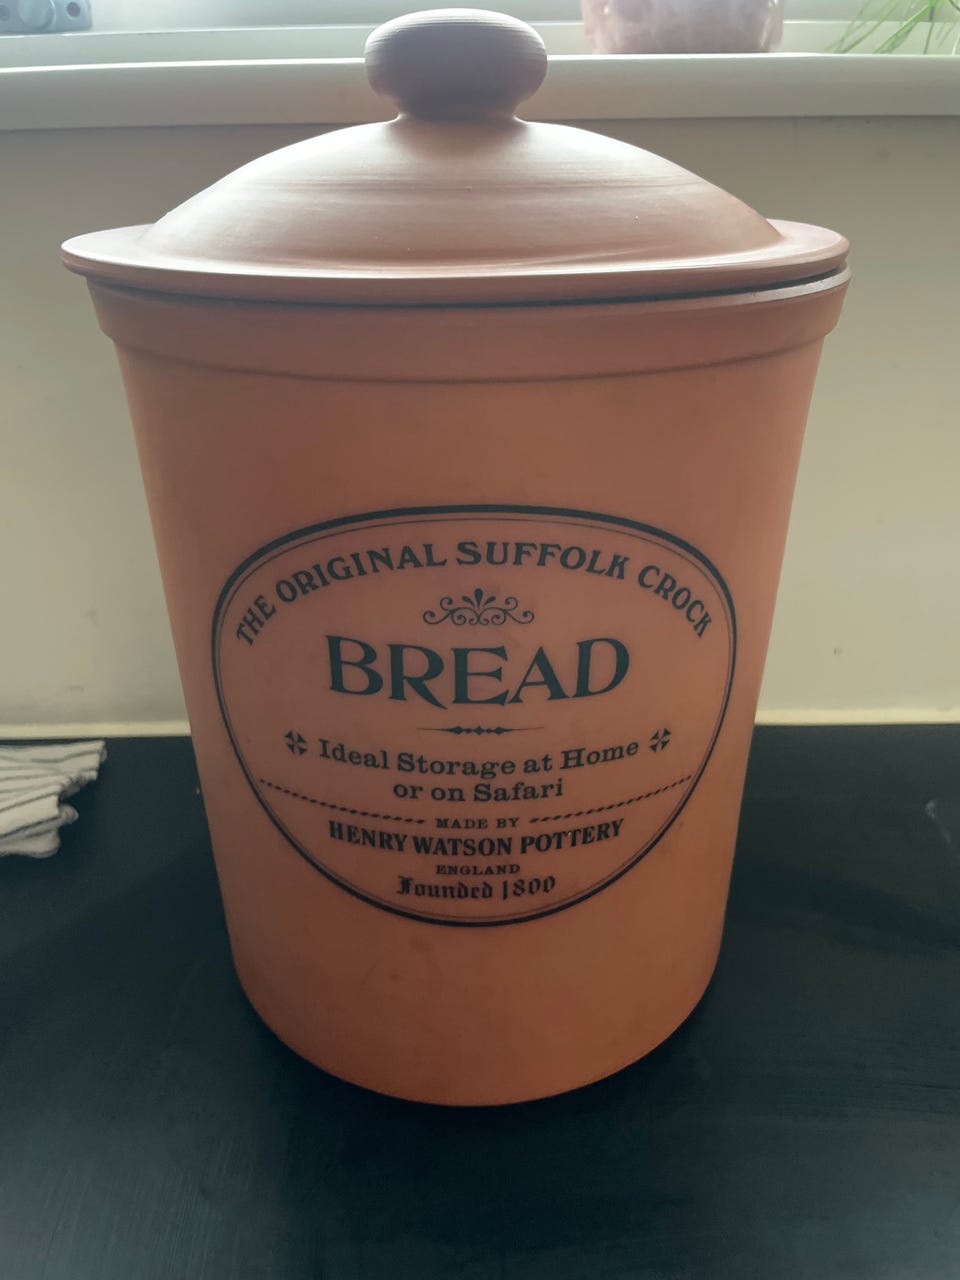 THE ORIGINAL SUFFOLK CROCK
BREAD
Ideal Storage at Home
or on Safari
MADE BY
HENRY WATSON POTTERY
ENGLAND
Founded 1800